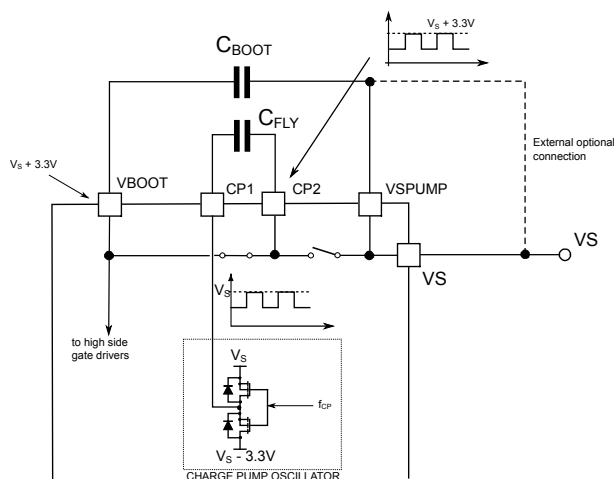 VS + 3.3V
CBOOT
CFLY
External optional
connection
VS + 3.3V
VBOOT
CP1
CP2
VSPUMP
VS
VS
VS
to high side
gate drivers
VS
fCP
VS - 3.3V
CHARGE PUMP OSCILLATOR